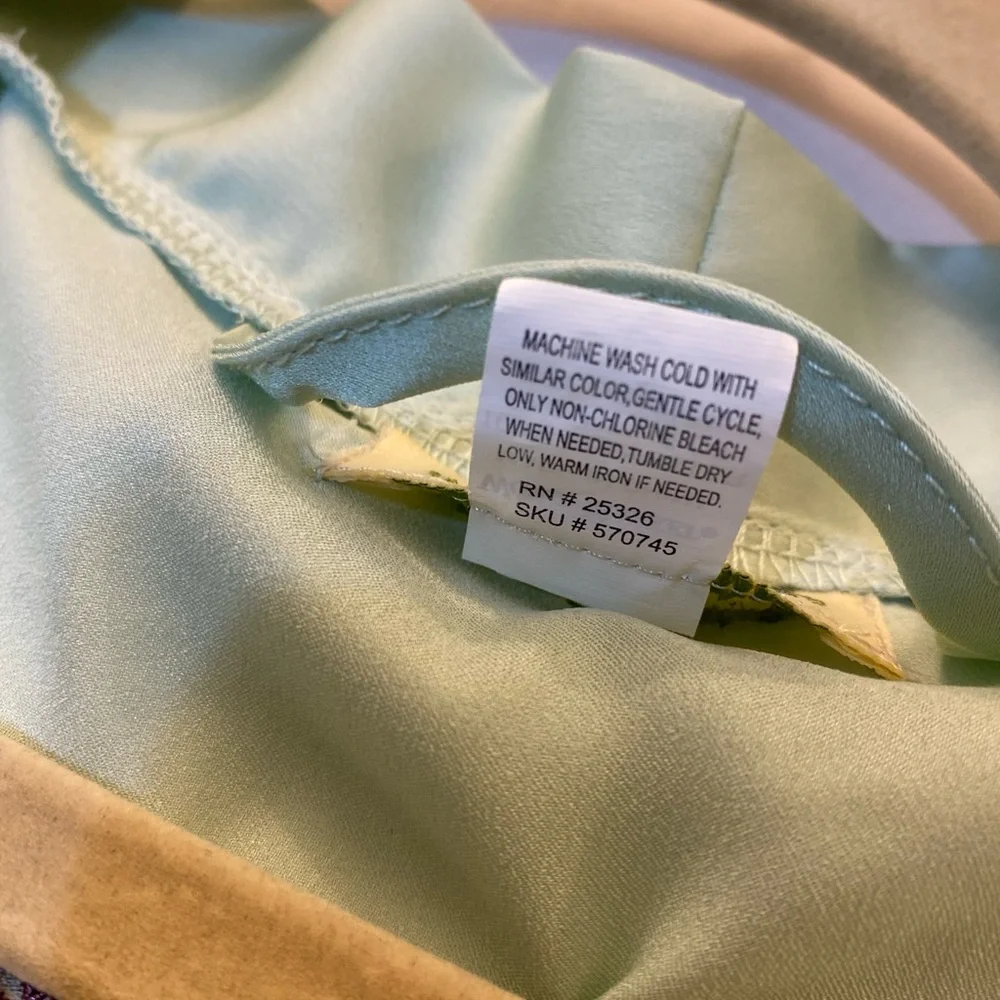 MACHINE WASH COLD WITH
SIMILAR COLOR,GENTLE CYCLE,
ONLY NON-CHLORINE BLEACH
WHEN NEEDED,TUMBLE DRY
LOW, WARM IRON IF NEEDED.
RN # 25326
SKU # 570745